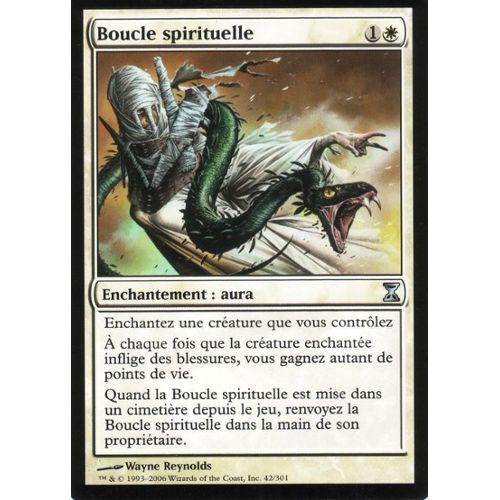 Boucle spirituelle 1
Enchantement : aura
Enchantez une créature que vous contrôlez
À chaque fois que la créature enchantée
inflige des blessures, vous gagnez autant de
points de vie.
Quand la Boucle spirituelle est mise dans
un cimetière depuis le jeu, renvoyez la
Boucle spirituelle dans la main de son
propriétaire.
Wayne Reynolds
™ & © 1993–2006 Wizards of the Coast, Inc. 42/301